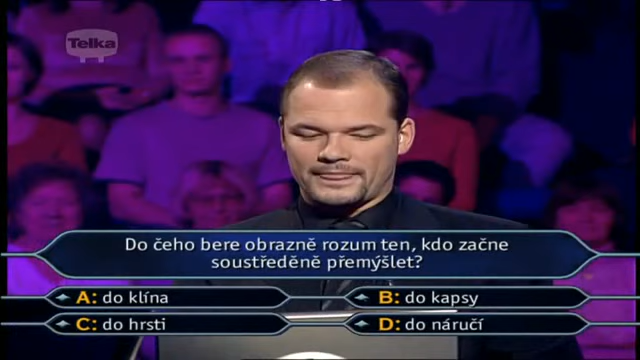 Telka
Do čeho bere obrazně rozum ten, kdo začne
soustředěně přemýšlet?
A: do klína
B: do kapsy
C: do hrsti
D: do náručí